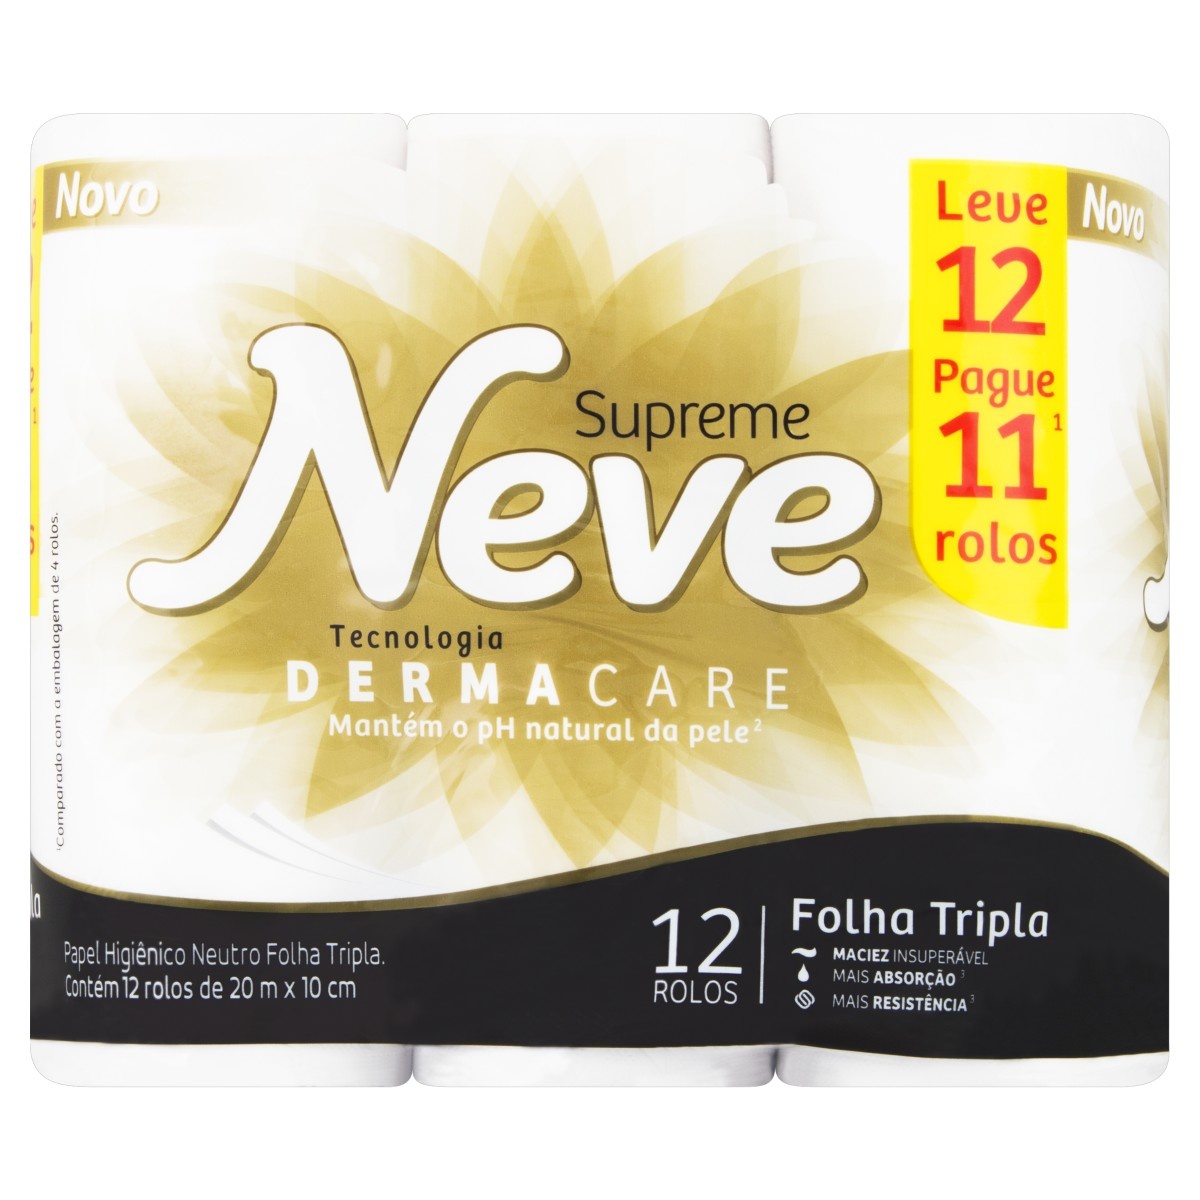 Novo
Leve
12
Pague
11¹
rolos
Novo
Supreme
Neve
Tecnologia
DERMACARE
Mantém o pH natural da pele²
¹Comparado com a embalagem de 4 rolos.
la
Papel Higiênico Neutro Folha Tripla.
Contém 12 rolos de 20 m x 10 cm
12
ROLOS
Folha Tripla
MACIEZ INSUPERÁVEL
MAIS ABSORÇÃO³
MAIS RESISTÊNCIA³